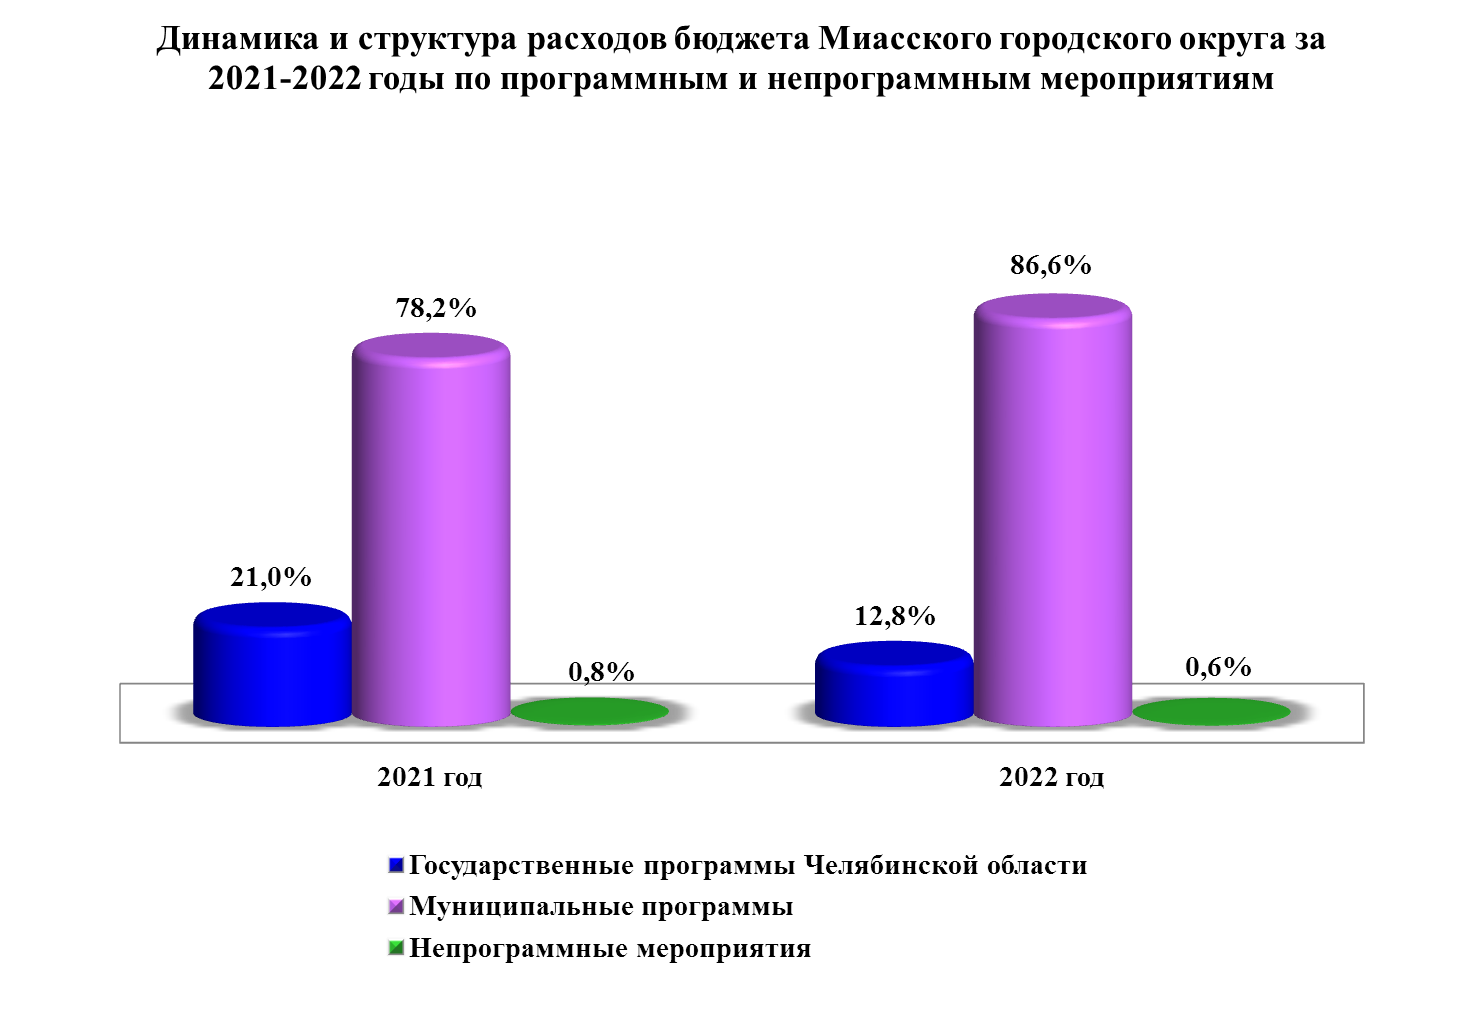 Динамика и структура расходов бюджета Миасского городского округа за
2021-2022 годы по программным и непрограммным мероприятиям
86,6%
78,2%
21,0%
12,8%
0,8%
0,6%
2021 год
2022 год
Государственные программы Челябинской области
Муниципальные программы
Непрограммные мероприятия